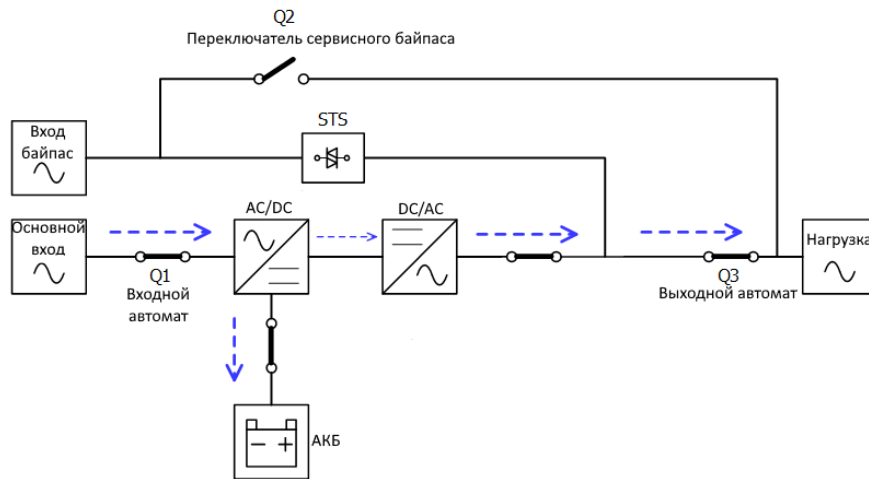 Q2
Переключатель сервисного байпаса
STS
Вход
байпас
AC/DC
DC/AC
Основной
вход
Нагрузка
Q1
Входной
автомат
Q3
Выходной автомат
АКБ